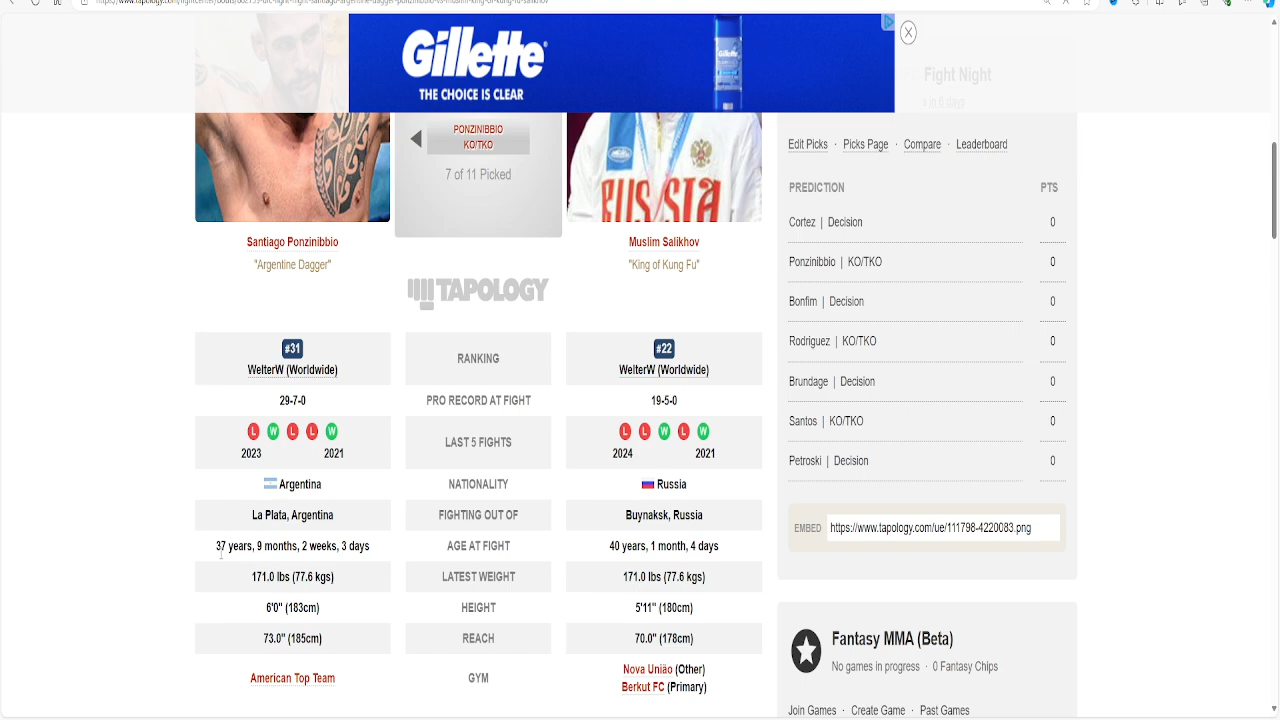 Gillette
THE CHOICE IS CLEAR
Fight Night
PONZINIBBIO
KO/TKO
7 of 11 Picked
RUSSIA
Santiago Ponzinibbio
"Argentine Dagger"
Muslim Salikhov
"King of Kung Fu"
TAPOLOGY
#31
WelterW (Worldwide)
RANKING
#22
WelterW (Worldwide)
29-7-0
PRO RECORD AT FIGHT
19-5-0
L W L L W
2023 2021
LAST 5 FIGHTS
L L W L W
2024 2021
Argentina
NATIONALITY
Russia
La Plata, Argentina
FIGHTING OUT OF
Buynaksk, Russia
37 years, 9 months, 2 weeks, 3 days
AGE AT FIGHT
40 years, 1 month, 4 days
171.0 lbs (77.6 kgs)
LATEST WEIGHT
171.0 lbs (77.6 kgs)
6'0" (183cm)
HEIGHT
5'11" (180cm)
73.0" (185cm)
REACH
70.0" (178cm)
American Top Team
GYM
Nova União (Other)
Berkut FC (Primary)
Edit Picks · Picks Page · Compare · Leaderboard
PREDICTION PTS
Cortez | Decision 0
Ponzinibbio | KO/TKO 0
Bonfim | Decision 0
Rodriguez | KO/TKO 0
Brundage | Decision 0
Santos | KO/TKO 0
Petroski | Decision 0
EMBED https://www.tapology.com/ue/111798-4220083.png
Fantasy MMA (Beta)
No games in progress · 0 Fantasy Chips
Join Games · Create Game · Past Games